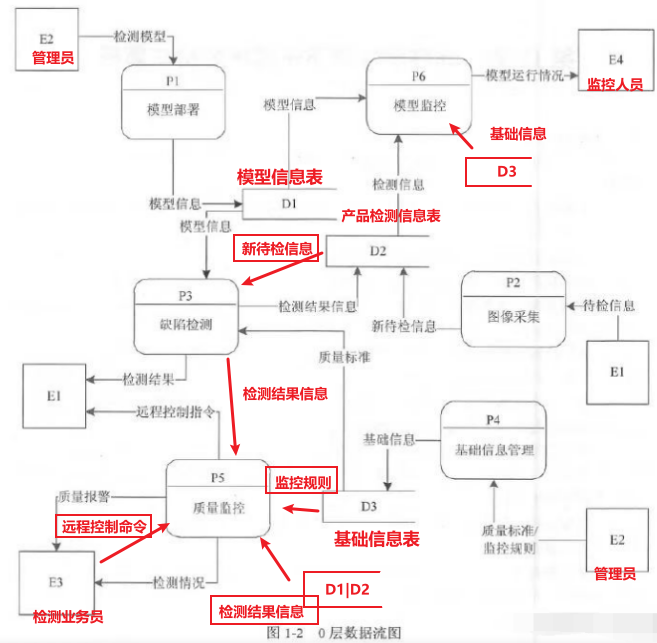 E2
管理员
检测模型
P1
模型部署
P6
模型监控
模型运行情况
E4
监控人员
模型信息
基础信息
D3
检测信息
模型信息表
模型信息
D1
模型信息
产品检测信息表
新待检信息
D2
P3
缺陷检测
检测结果信息
新待检信息
P2
图像采集
待检信息
质量标准
E1
检测结果
E1
检测结果信息
远程控制指令
P4
基础信息管理
基础信息
P5
质量监控
监控规则
D3
质量报警
远程控制命令
基础信息表
质量标准/
监控规则
E2
管理员
E3
检测业务员
检测情况
D1|D2
检测结果信息
图 1-2 0 层数据流图